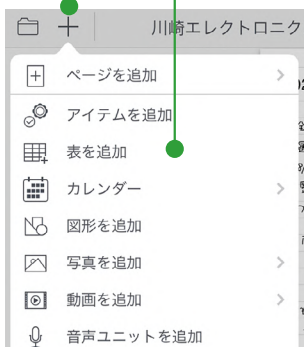 川崎エレクトロニク
ページを追加
アイテムを追加
表を追加
カレンダー
図形を追加
写真を追加
動画を追加
音声ユニットを追加